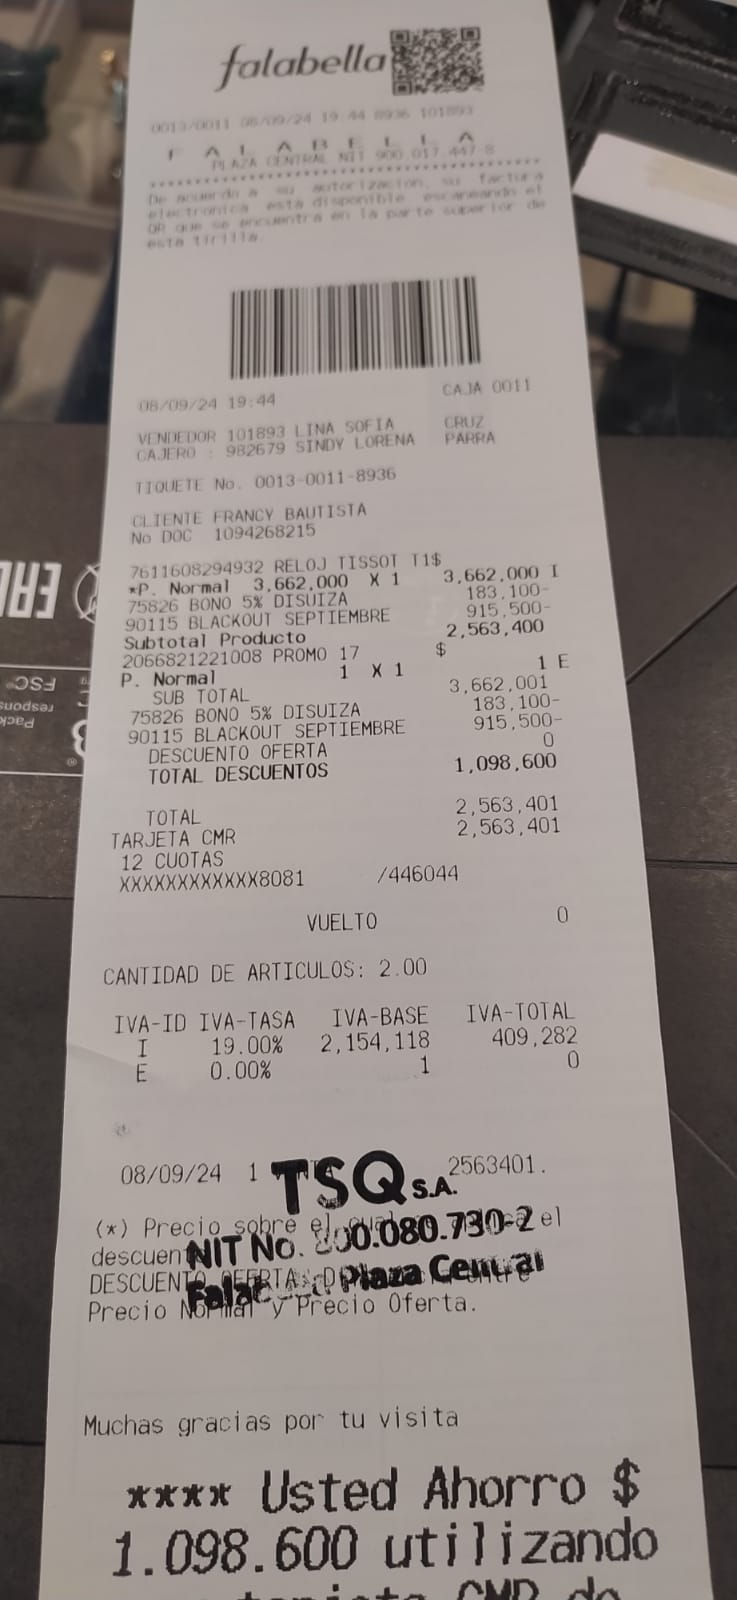 falabella
0013/0011 08/09/24 19:44 8936 101893
F A L A B E L L A
PLAZA CENTRAL NIT 900.017.447-8
De acuerdo a su autorizacion, su factura
electronica esta disponible escaneando el
QR que se encuentra en la parte superior de
esta tirilla.
08/09/24 19:44 CAJA 0011
VENDEDOR 101893 LINA SOFIA CRUZ
CAJERO : 982679 SINDY LORENA PARRA
TIQUETE No. 0013-0011-8936
CLIENTE FRANCY BAUTISTA
No DOC 1094268215
7611608294932 RELOJ TISSOT T1$
*P. Normal 3,662,000 X 1 3,662,000 I
75826 BONO 5% DISUIZA 183,100-
90115 BLACKOUT SEPTIEMBRE 915,500-
Subtotal Producto 2,563,400
2066821221008 PROMO 17 $
P. Normal 1 X 1 1 E
SUB TOTAL 3,662,001
75826 BONO 5% DISUIZA 183,100-
90115 BLACKOUT SEPTIEMBRE 915,500-
DESCUENTO OFERTA 0
TOTAL DESCUENTOS 1,098,600
TOTAL 2,563,401
TARJETA CMR 2,563,401
12 CUOTAS
XXXXXXXXXXXX8081 /446044
VUELTO 0
CANTIDAD DE ARTICULOS: 2.00
IVA-ID IVA-TASA IVA-BASE IVA-TOTAL
I 19.00% 2,154,118 409,282
E 0.00% 1 0
08/09/24 1 2563401.
TSQ S.A.
(*) Precio sobre el el
NIT No. 00.080.730-2
DESCUENTO OFERTA:
Plaza Central
Precio Normal y Precio Oferta.
Muchas gracias por tu visita
**** Usted Ahorro $
1.098.600 utilizando
tarjeta CMR de
EAC
FSC